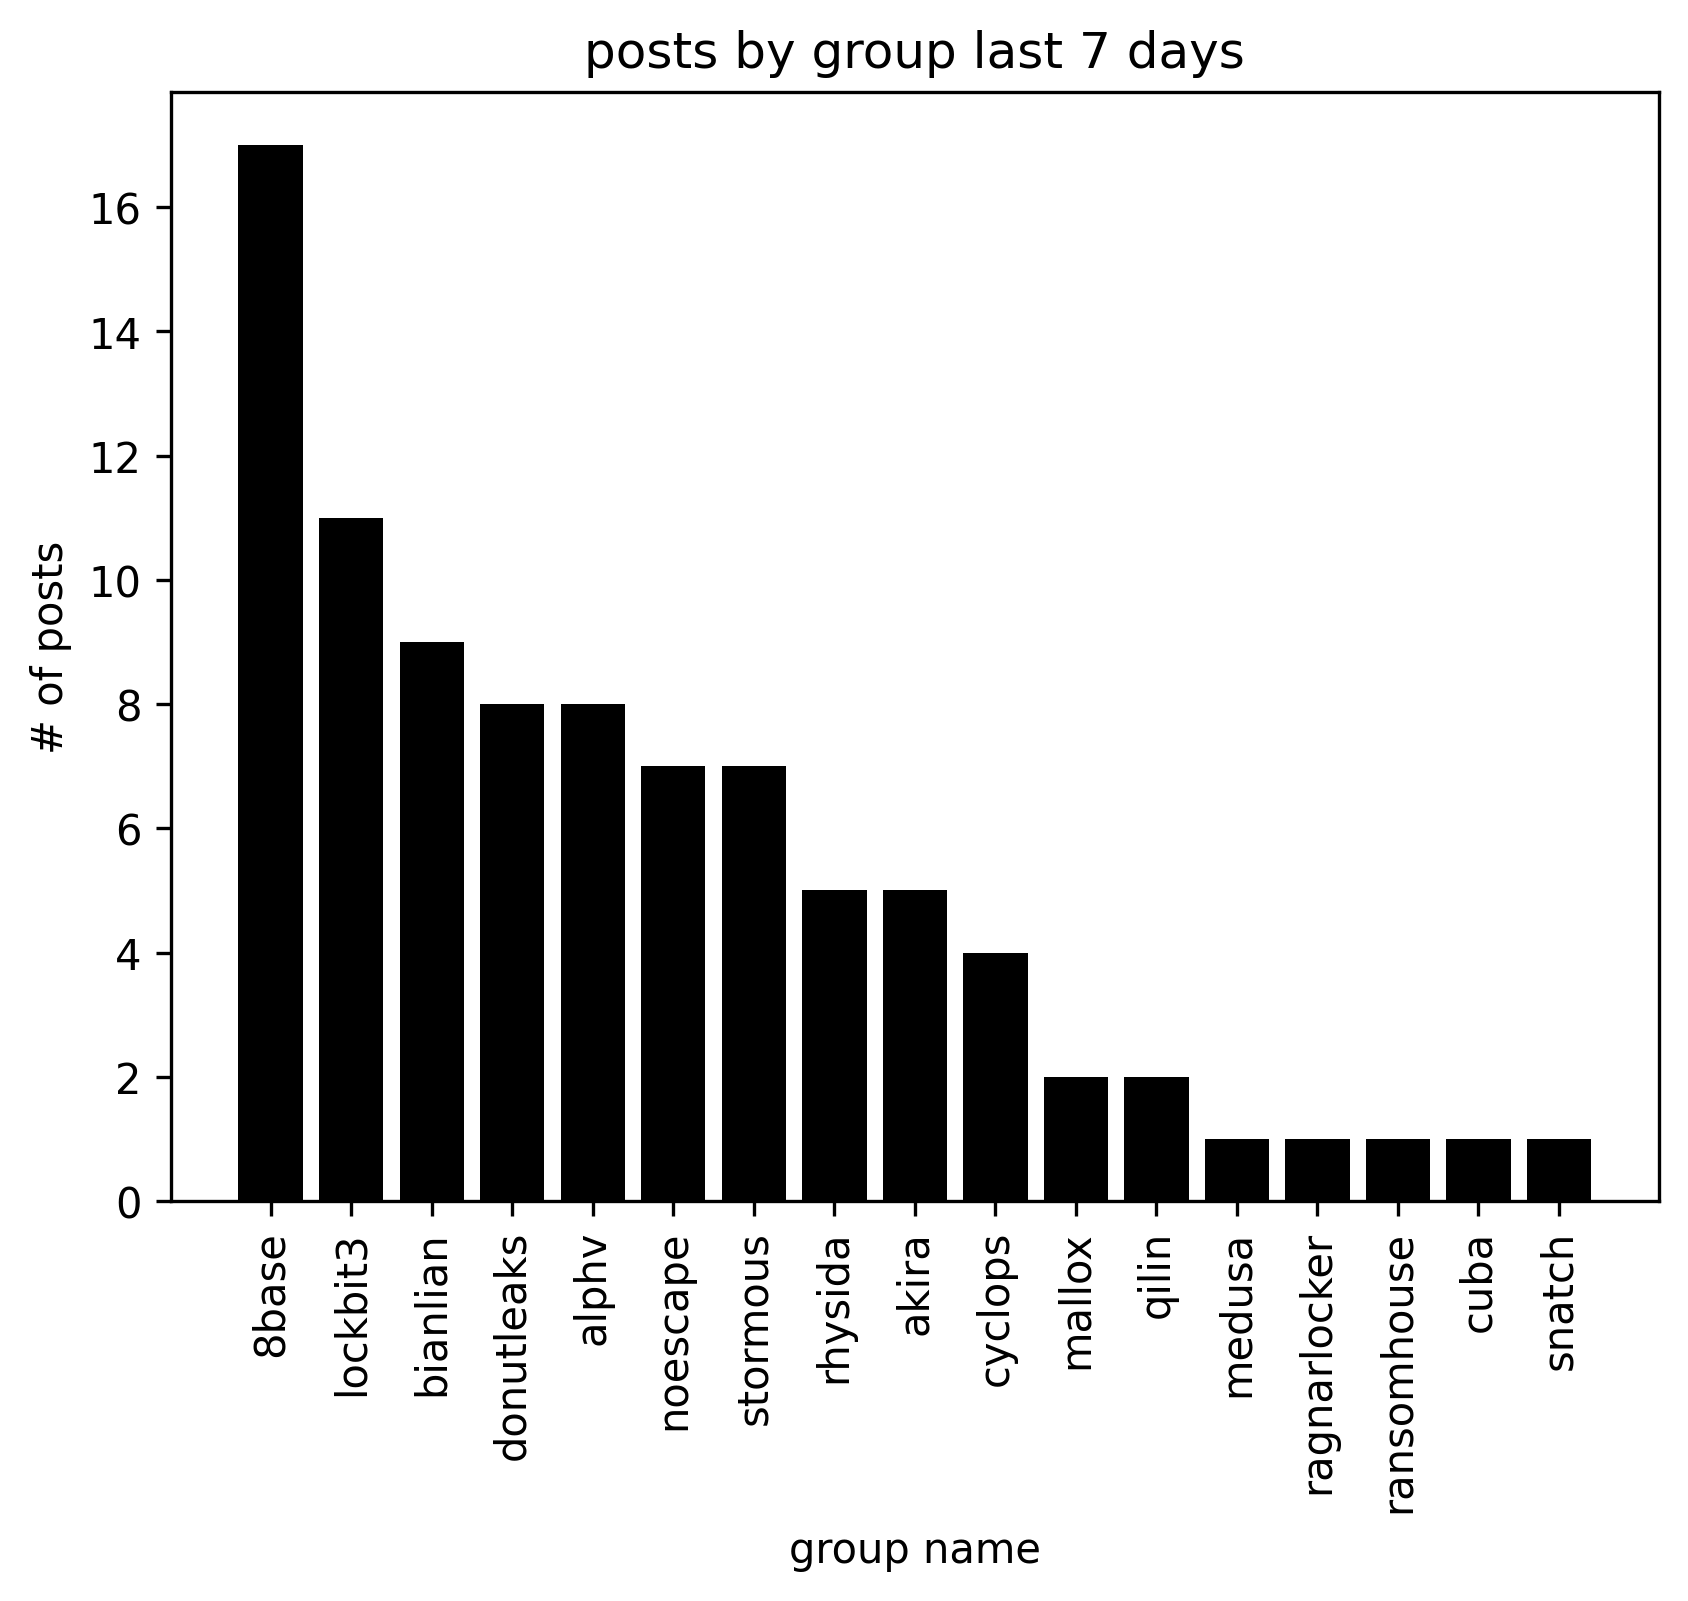 posts by group last 7 days
# of posts
16
14
12
10
8
6
4
2
0
8base
lockbit3
bianlian
donutleaks
alphv
noescape
stormous
rhysida
akira
cyclops
mallox
qilin
medusa
ragnarlocker
ransomhouse
cuba
snatch
group name